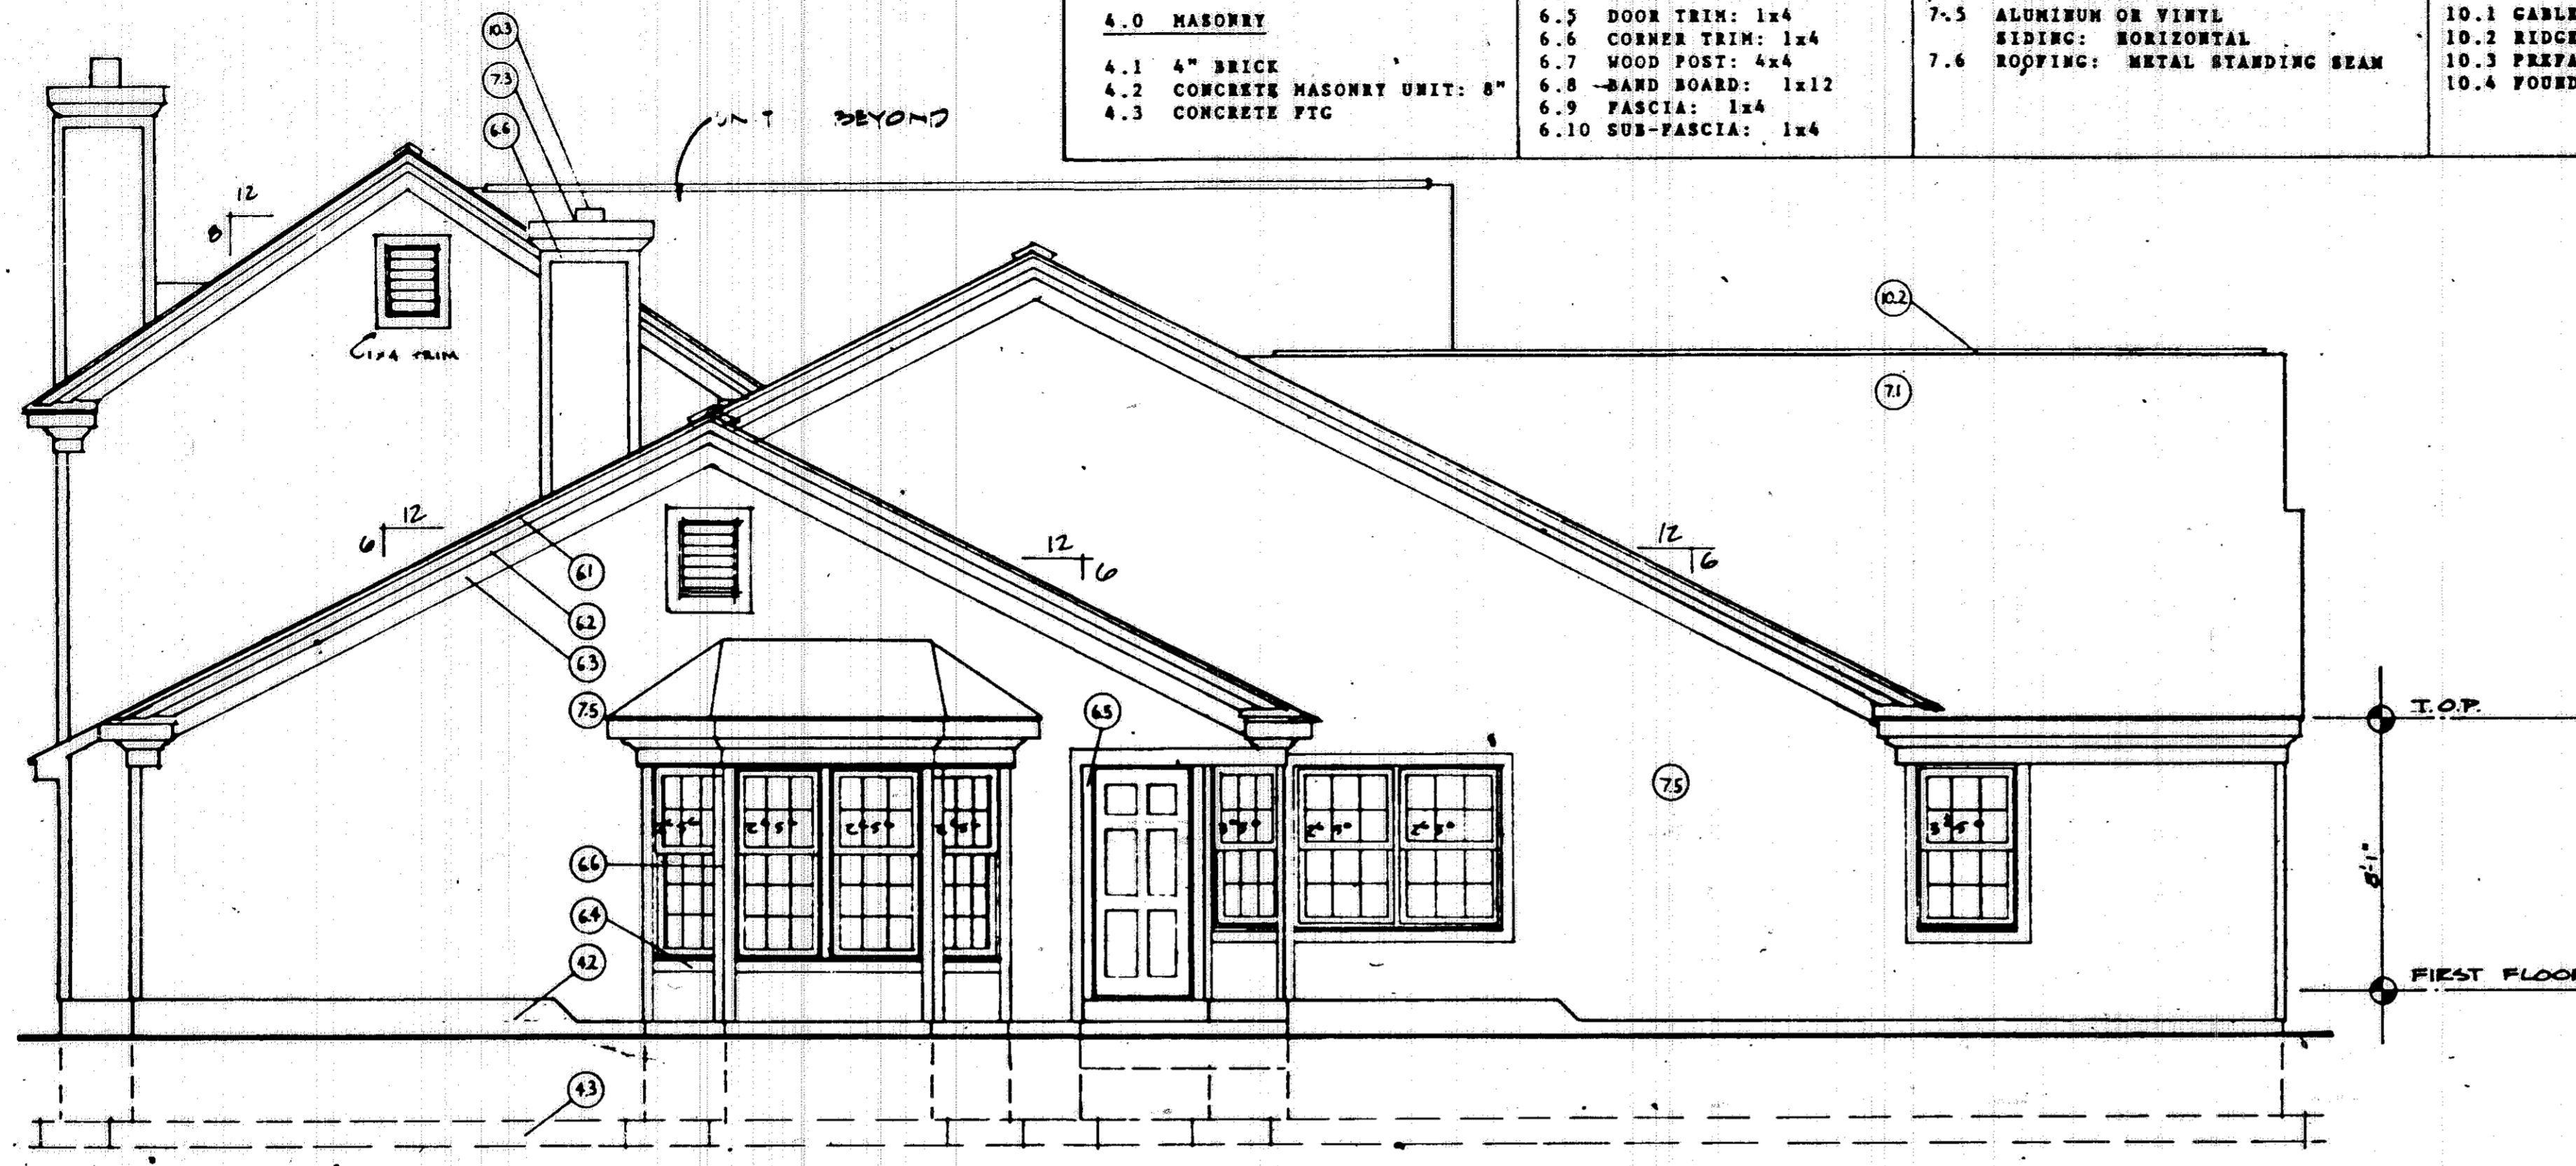 4.0 MASONRY
4.1 4" BRICK
4.2 CONCRETE MASONRY UNIT: 8"
4.3 CONCRETE FTG
6.5 DOOR TRIM: 1x4
6.6 CORNER TRIM: 1x4
6.7 WOOD POST: 4x4
6.8 BAND BOARD: 1x12
6.9 FASCIA: 1x4
6.10 SUB-FASCIA: 1x4
7.5 ALUMINUM OR VINYL
SIDING: HORIZONTAL
7.6 ROOFING: METAL STANDING SEAM
10.1 GABLE
10.2 RIDGE
10.3 PREFA
10.4 FOUND
10.3
7.3
6.6
BEYOND
12
8
1x4 TRIM
10.2
7.1
12
6
12
6
12
6
6.1
6.2
6.3
7.5
6.5
7.5
6.6
6.4
4.2
4.3
T.O.P.
8'-1"
FIRST FLOOR